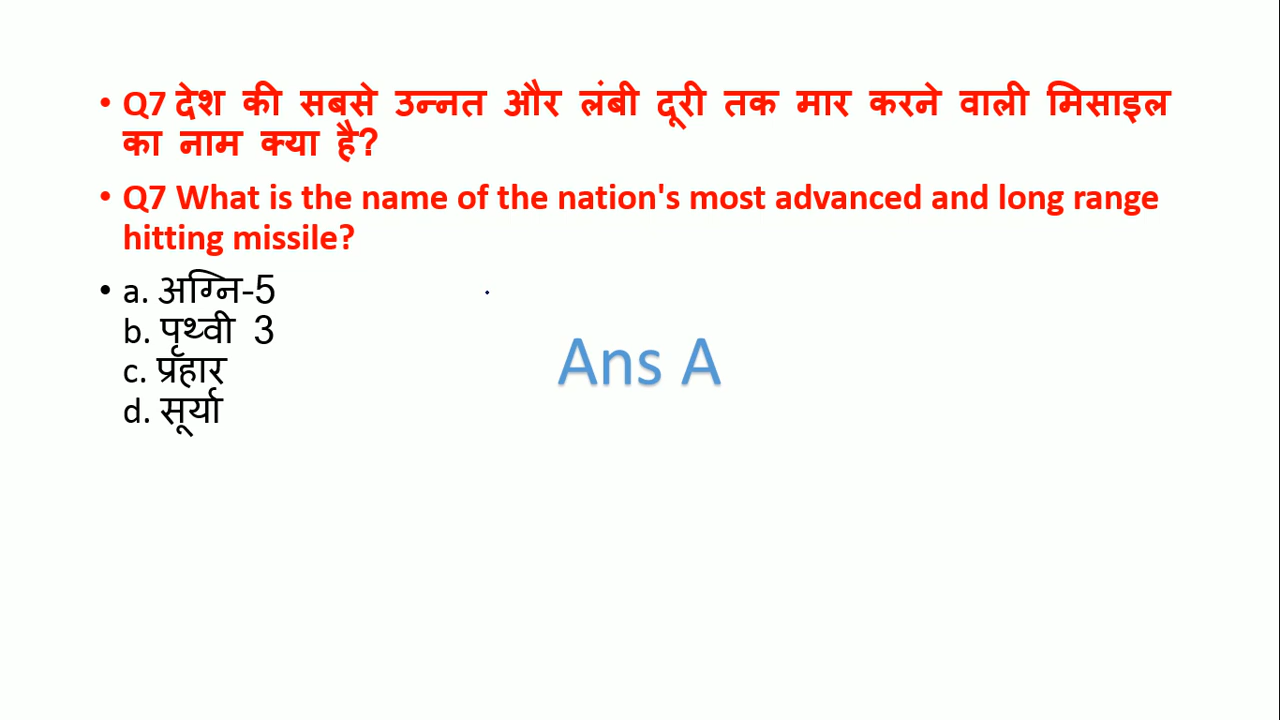 • Q7 देश की सबसे उन्नत और लंबी दूरी तक मार करने वाली मिसाइल
का नाम क्या है?
• Q7 What is the name of the nation's most advanced and long range
hitting missile?
• a. अग्नि-5
b. पृथ्वी 3
c. प्रहार
d. सूर्या
Ans A